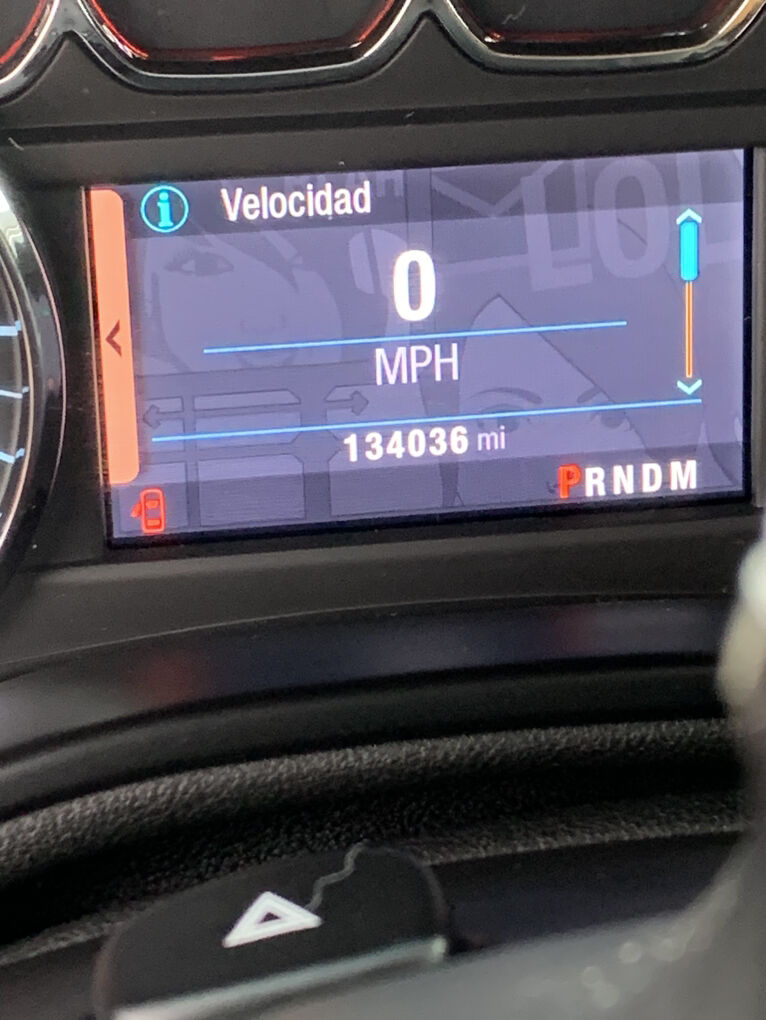 Velocidad
0
MPH
134036 mi
PRNDM